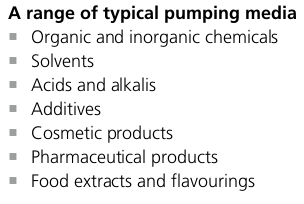 A range of typical pumping media
■ Organic and inorganic chemicals
■ Solvents
■ Acids and alkalis
■ Additives
■ Cosmetic products
■ Pharmaceutical products
■ Food extracts and flavourings